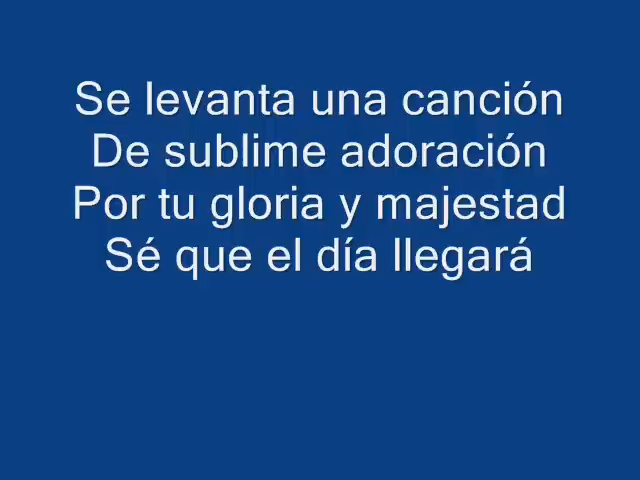 Se levanta una canción
De sublime adoración
Por tu gloria y majestad
Sé que el día llegará